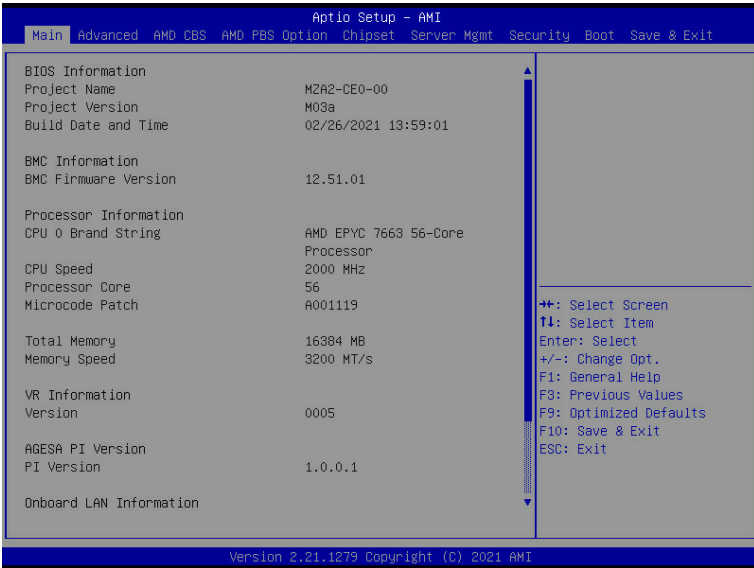 Aptio Setup – AMI
Main Advanced AMD CBS AMD PBS Option Chipset Server Mgmt Security Boot Save & Exit
BIOS Information
Project Name MZA2-CE0-00
Project Version M03a
Build Date and Time 02/26/2021 13:59:01
BMC Information
BMC Firmware Version 12.51.01
Processor Information
CPU 0 Brand String AMD EPYC 7663 56-Core
Processor
CPU Speed 2000 MHz
Processor Core 56
Microcode Patch A001119
Total Memory 16384 MB
Memory Speed 3200 MT/s
VR Information
Version 0005
AGESA PI Version
PI Version 1.0.0.1
Onboard LAN Information
→←: Select Screen
↑↓: Select Item
Enter: Select
+/-: Change Opt.
F1: General Help
F3: Previous Values
F9: Optimized Defaults
F10: Save & Exit
ESC: Exit
Version 2.21.1279 Copyright (C) 2021 AMI